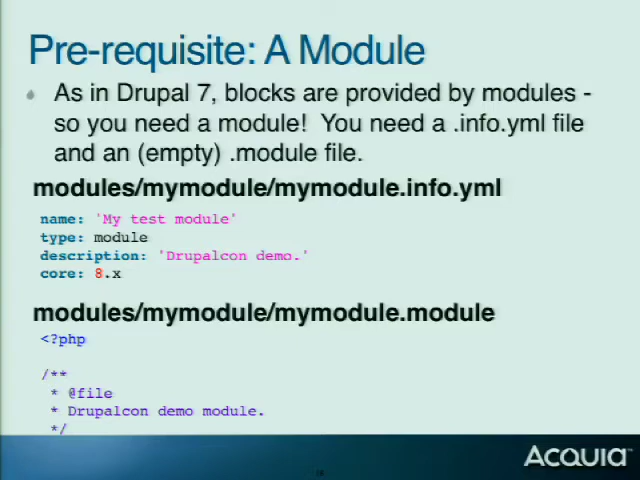 Pre-requisite: A Module
As in Drupal 7, blocks are provided by modules -
so you need a module! You need a .info.yml file
and an (empty) .module file.
modules/mymodule/mymodule.info.yml
name: 'My test module'
type: module
description: 'Drupalcon demo.'
core: 8.x
modules/mymodule/mymodule.module
<?php
/**
* @file
* Drupalcon demo module.
*/
ACQUIA